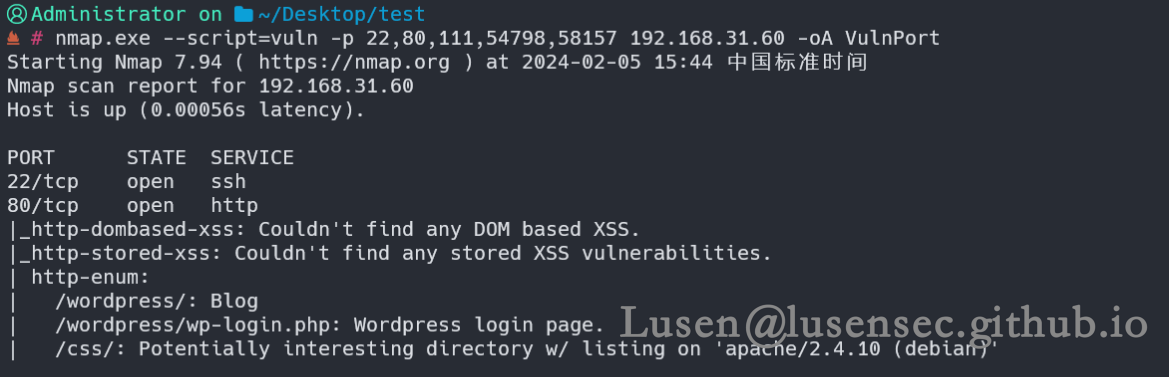 Administrator on ~/Desktop/test
# nmap.exe --script=vuln -p 22,80,111,54798,58157 192.168.31.60 -oA VulnPort
Starting Nmap 7.94 ( https://nmap.org ) at 2024-02-05 15:44 中国标准时间
Nmap scan report for 192.168.31.60
Host is up (0.00056s latency).
PORT STATE SERVICE
22/tcp open ssh
80/tcp open http
|_http-dombased-xss: Couldn't find any DOM based XSS.
|_http-stored-xss: Couldn't find any stored XSS vulnerabilities.
| http-enum:
| /wordpress/: Blog
| /wordpress/wp-login.php: Wordpress login page.
| /css/: Potentially interesting directory w/ listing on 'apache/2.4.10 (debian)'
Lusen@lusensec.github.io